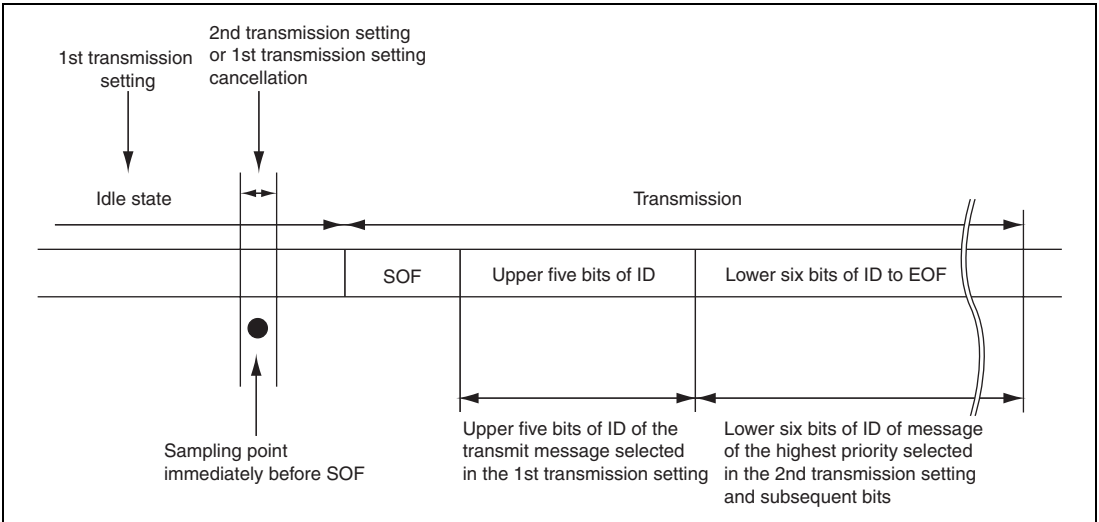 1st transmission
setting
2nd transmission setting
or 1st transmission setting
cancellation
Idle state
Transmission
SOF
Upper five bits of ID
Lower six bits of ID to EOF
Sampling point
immediately before SOF
Upper five bits of ID of the
transmit message selected
in the 1st transmission setting
Lower six bits of ID of message
of the highest priority selected
in the 2nd transmission setting
and subsequent bits